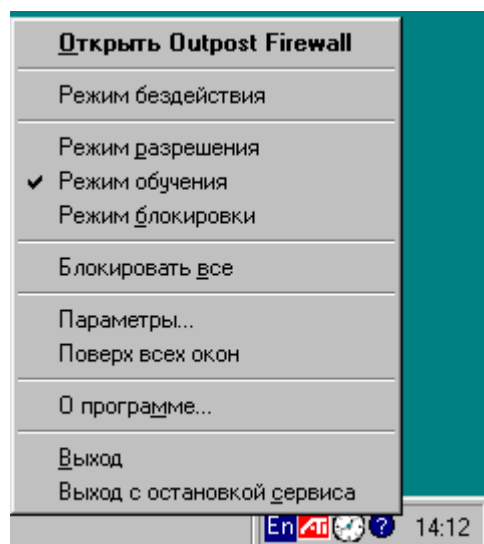 Открыть Outpost Firewall
Режим бездействия
Режим разрешения
Режим обучения
Режим блокировки
Блокировать все
Параметры...
Поверх всех окон
О программе...
Выход
Выход с остановкой сервиса
En ATI ? 14:12